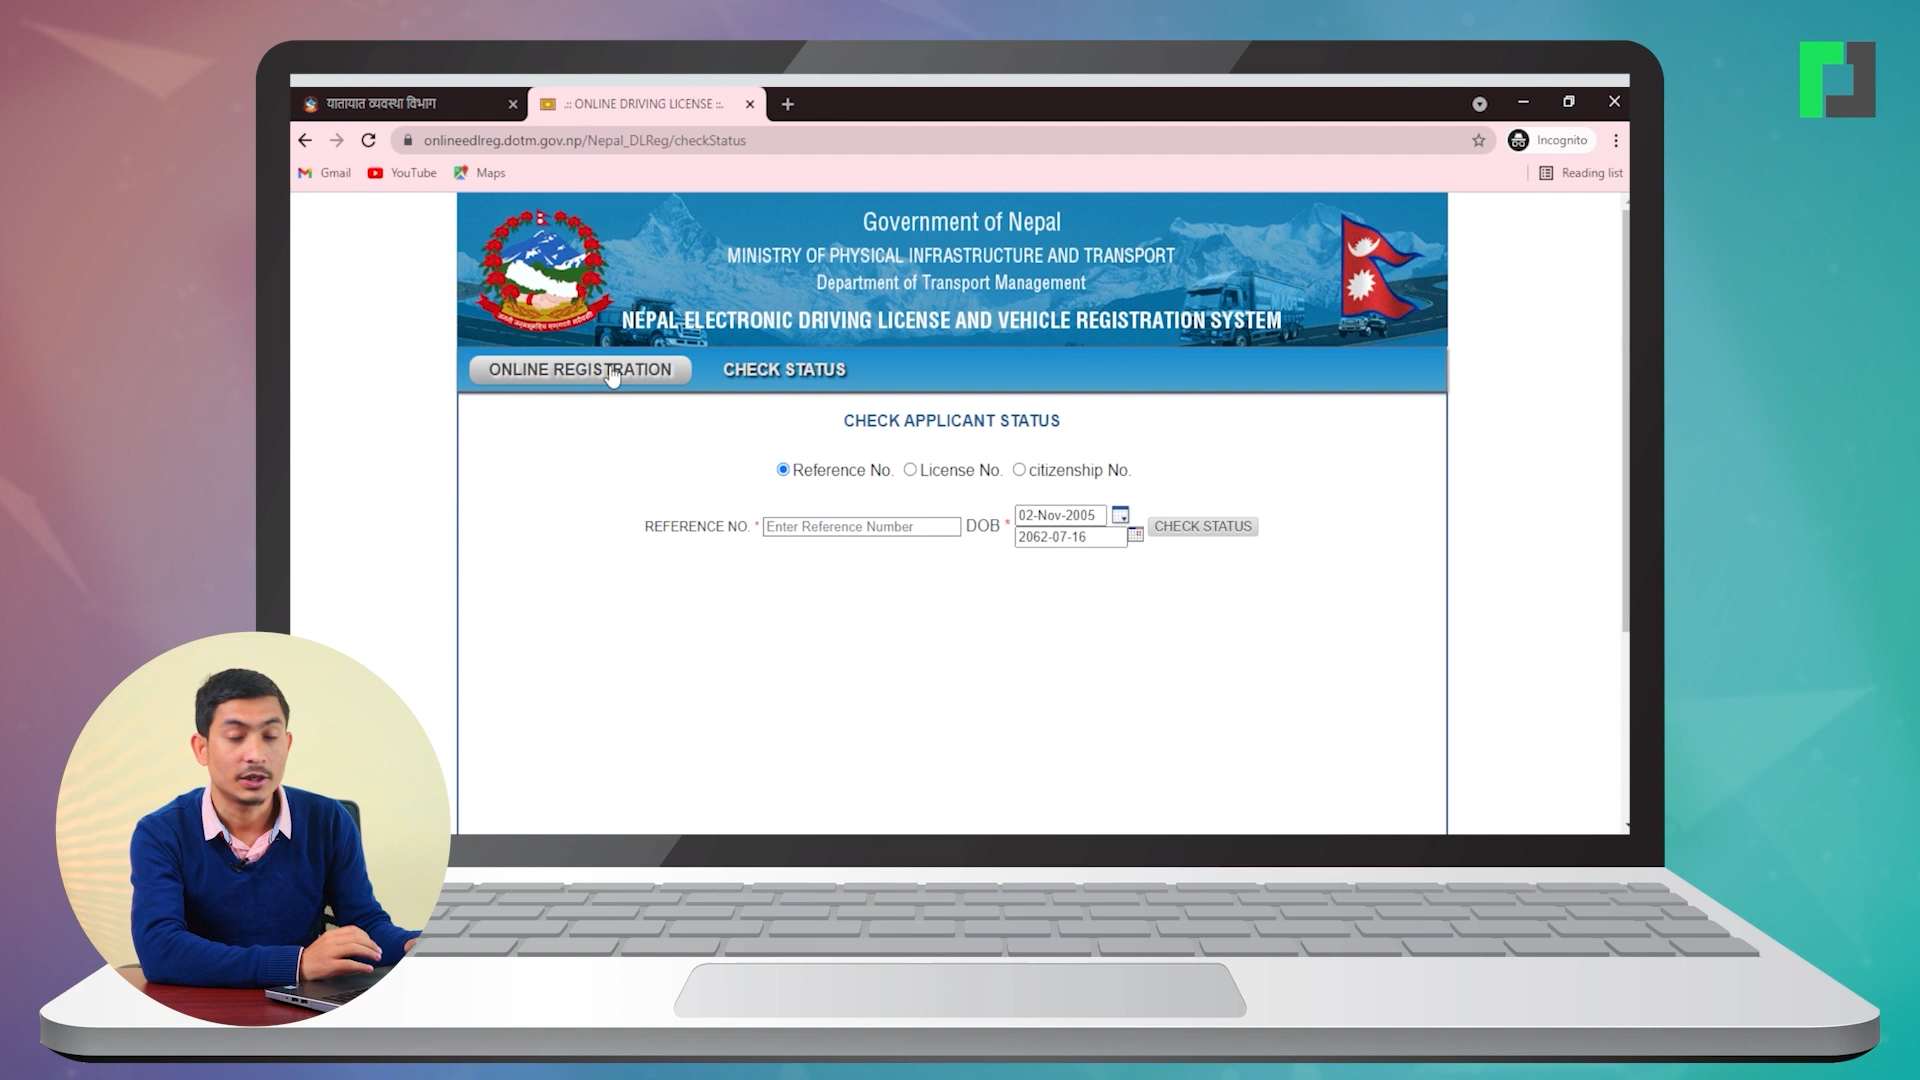 यातायात व्यवस्था विभाग
.:: ONLINE DRIVING LICENSE ::.
onlineedlreg.dotm.gov.np/Nepal_DLReg/checkStatus
Incognito
Gmail
YouTube
Maps
Reading list
Government of Nepal
MINISTRY OF PHYSICAL INFRASTRUCTURE AND TRANSPORT
Department of Transport Management
NEPAL ELECTRONIC DRIVING LICENSE AND VEHICLE REGISTRATION SYSTEM
ONLINE REGISTRATION
CHECK STATUS
CHECK APPLICANT STATUS
Reference No. License No. citizenship No.
REFERENCE NO. * Enter Reference Number DOB * 02-Nov-2005
2062-07-16
CHECK STATUS